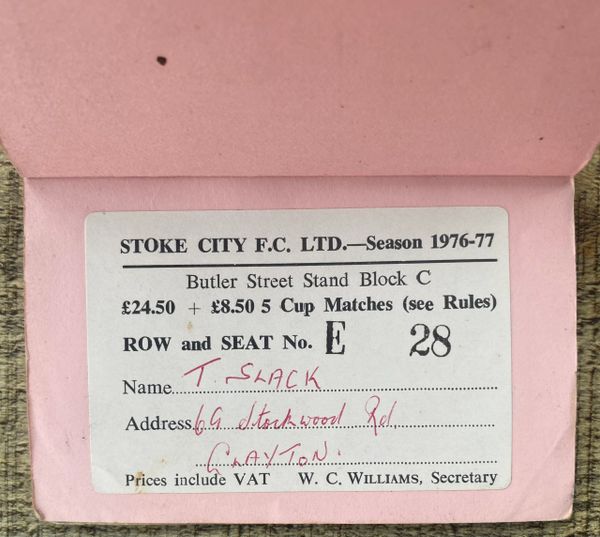 STOKE CITY F.C. LTD.—Season 1976-77
Butler Street Stand Block C
£24.50 + £8.50 5 Cup Matches (see Rules)
ROW and SEAT No. E 28
Name T. SLACK
Address 69 Stockwood Rd,
CLAYTON.
Prices include VAT W. C. WILLIAMS, Secretary